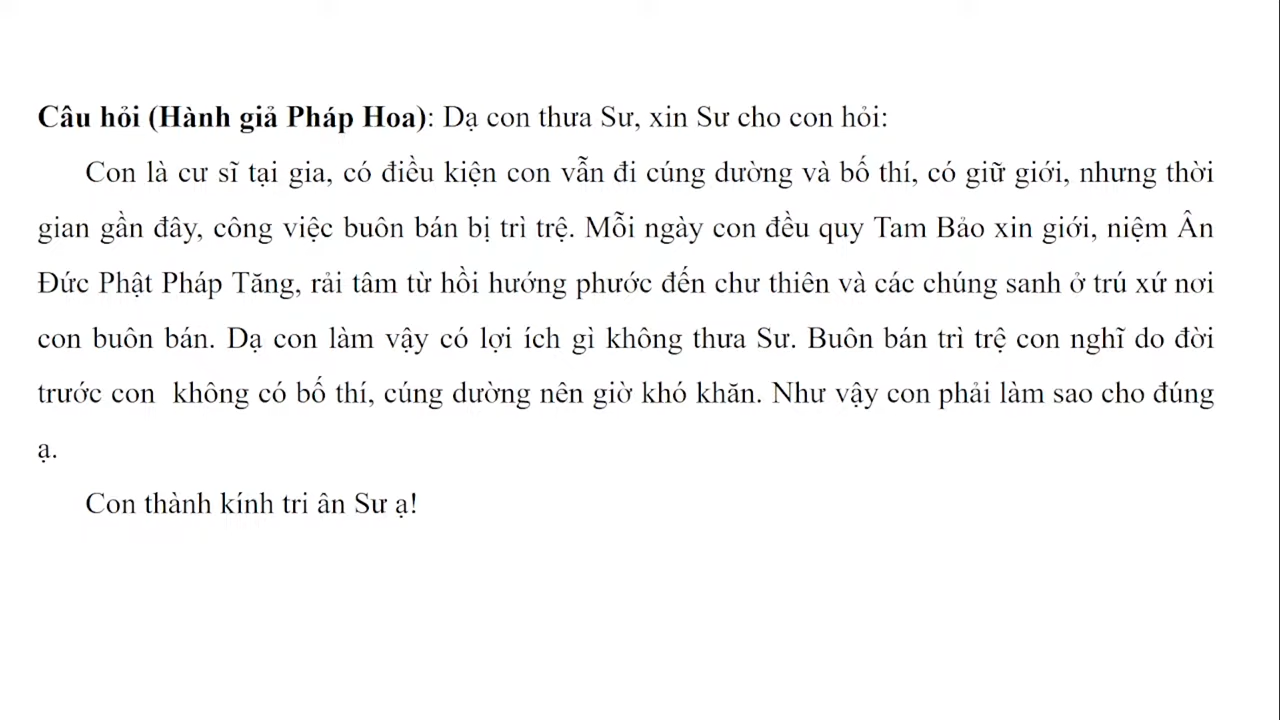 Câu hỏi (Hành giả Pháp Hoa): Dạ con thưa Sư, xin Sư cho con hỏi:
Con là cư sĩ tại gia, có điều kiện con vẫn đi cúng dường và bố thí, có giữ giới, nhưng thời
gian gần đây, công việc buôn bán bị trì trệ. Mỗi ngày con đều quy Tam Bảo xin giới, niệm Ân
Đức Phật Pháp Tăng, rải tâm từ hồi hướng phước đến chư thiên và các chúng sanh ở trú xứ nơi
con buôn bán. Dạ con làm vậy có lợi ích gì không thưa Sư. Buôn bán trì trệ con nghĩ do đời
trước con không có bố thí, cúng dường nên giờ khó khăn. Như vậy con phải làm sao cho đúng
ạ.
Con thành kính tri ân Sư ạ!